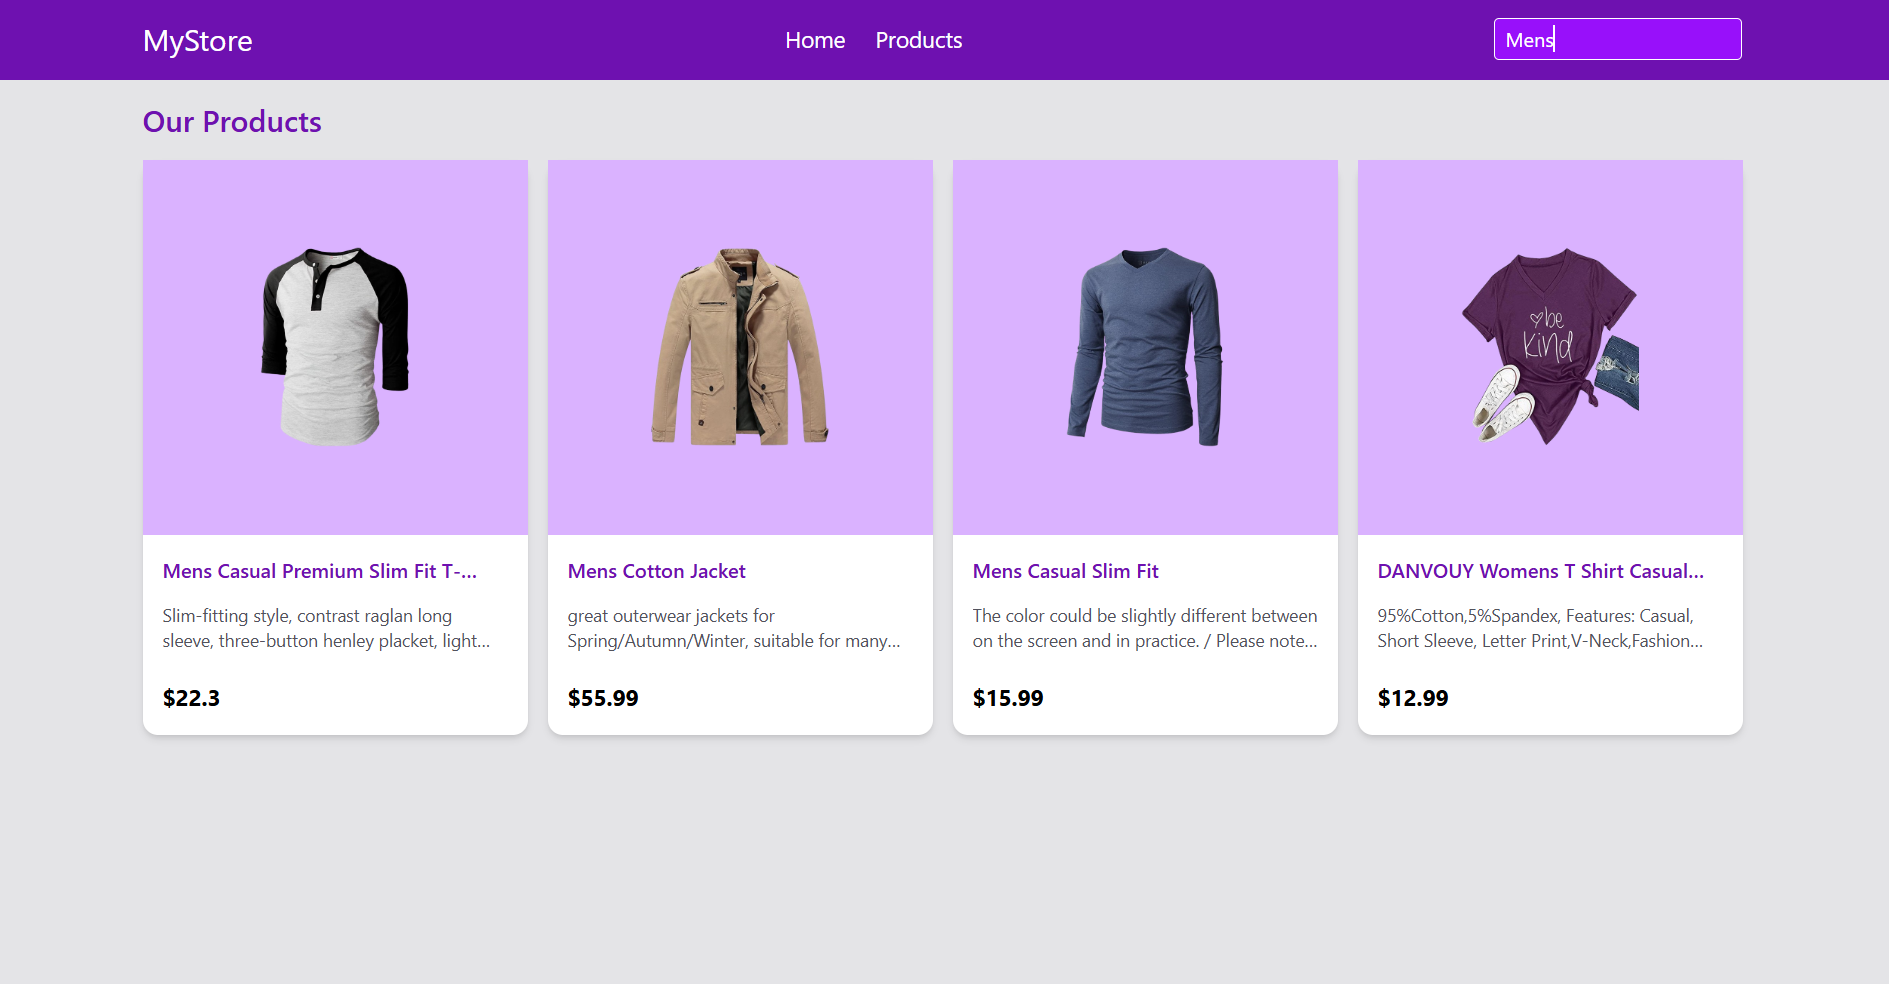 MyStore
Home
Products
Mens
Our Products
be
kind
Mens Casual Premium Slim Fit T-...
Slim-fitting style, contrast raglan long
sleeve, three-button henley placket, light...
$22.3
Mens Cotton Jacket
great outerwear jackets for
Spring/Autumn/Winter, suitable for many...
$55.99
Mens Casual Slim Fit
The color could be slightly different between
on the screen and in practice. / Please note...
$15.99
DANVOUY Womens T Shirt Casual...
95%Cotton,5%Spandex, Features: Casual,
Short Sleeve, Letter Print,V-Neck,Fashion...
$12.99